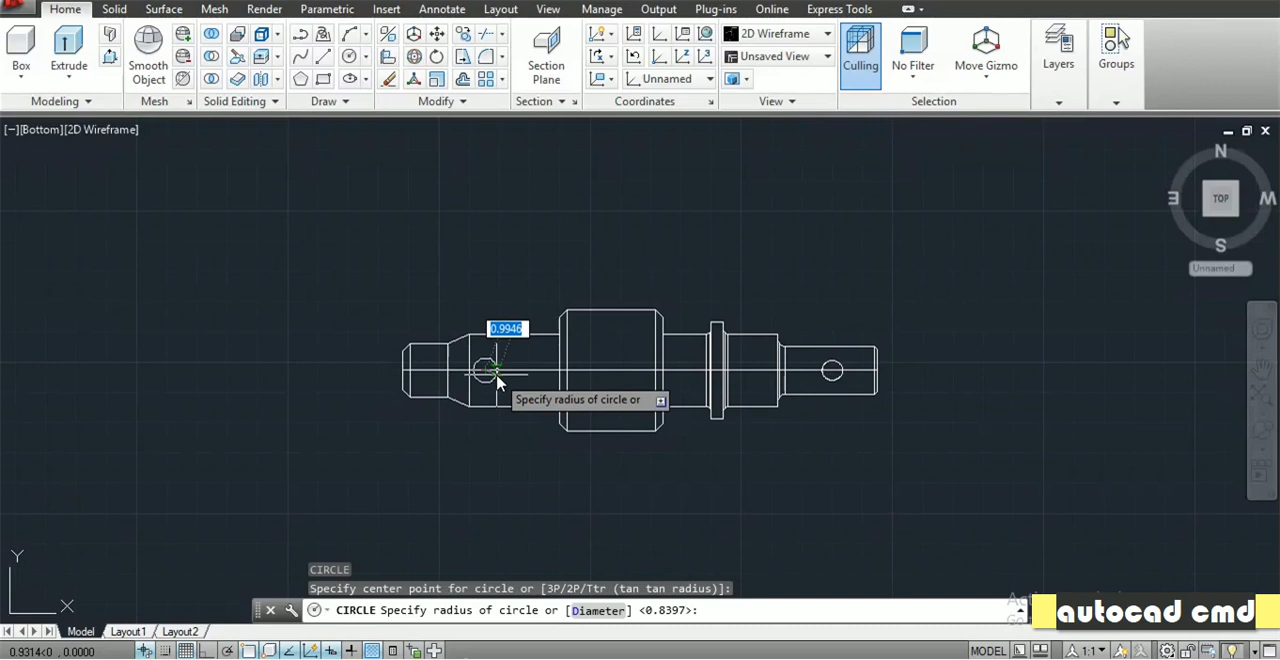 Home Solid Surface Mesh Render Parametric Insert Annotate Layout View Manage Output Plug-ins Online Express Tools
2D Wireframe
Unsaved View
Box Extrude Smooth Object Section Plane Unnamed Culling No Filter Move Gizmo Layers Groups
Modeling Mesh Solid Editing Draw Modify Section Coordinates View Selection
[−][Bottom][2D Wireframe]
N
E TOP W
S
Unnamed
0.9946
Specify radius of circle or
Y
X
CIRCLE
Specify center point for circle or [3P/2P/Ttr (tan tan radius)]:
CIRCLE Specify radius of circle or [Diameter] <0.8397>:
autocad cmd
Model Layout1 Layout2
0.9314<0 , 0.0000 MODEL 1:1